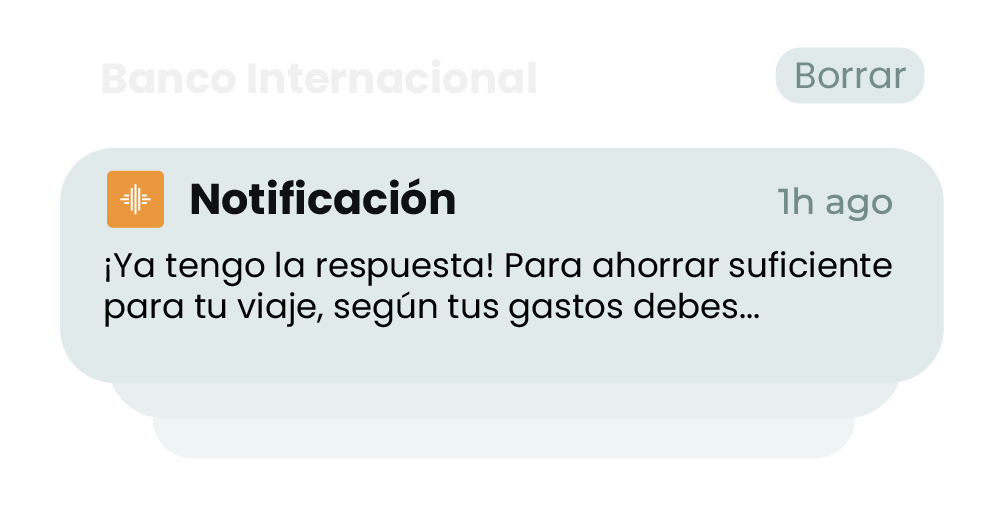 Banco Internacional
Borrar
Notificación
1h ago
¡Ya tengo la respuesta! Para ahorrar suficiente
para tu viaje, según tus gastos debes...